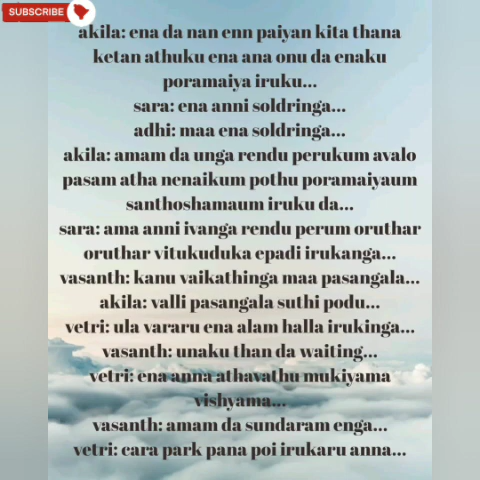 SUBSCRIBE
akila: ena da nan enn paiyan kita thana
ketan athuku ena ana onu da enaku
poramaiya iruku...
sara: ena anni soldringa...
adhi: maa ena soldringa...
akila: amam da unga rendu perukum avalo
pasam atha nenaikum pothu poramaiyaum
santhoshamaum iruku da...
sara: ama anni ivanga rendu perum oruthar
oruthar vitukuduka epadi irukanga...
vasanth: kanu vaikathinga maa pasangala...
akila: valli pasangala suthi podu...
vetri: ula vararu ena alam halla irukinga...
vasanth: unaku than da waiting...
vetri: ena anna athavathu mukiyama
vishyama...
vasanth: amam da sundaram enga...
vetri: cara park pana poi irukaru anna...